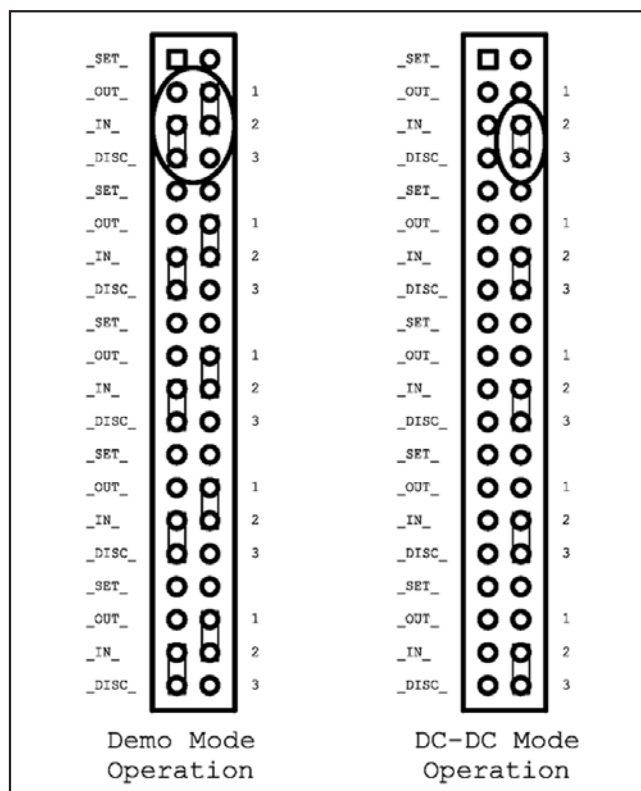 _SET_ _SET_
_OUT_ 1 _OUT_ 1
_IN_ 2 _IN_ 2
_DISC_ 3 _DISC_ 3
_SET_ _SET_
_OUT_ 1 _OUT_ 1
_IN_ 2 _IN_ 2
_DISC_ 3 _DISC_ 3
_SET_ _SET_
_OUT_ 1 _OUT_ 1
_IN_ 2 _IN_ 2
_DISC_ 3 _DISC_ 3
_SET_ _SET_
_OUT_ 1 _OUT_ 1
_IN_ 2 _IN_ 2
_DISC_ 3 _DISC_ 3
_SET_ _SET_
_OUT_ 1 _OUT_ 1
_IN_ 2 _IN_ 2
_DISC_ 3 _DISC_ 3
Demo Mode DC-DC Mode
Operation Operation